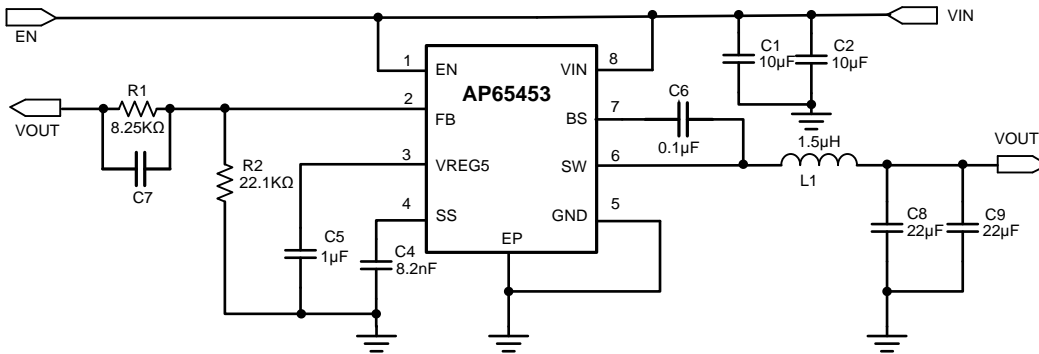 EN
VIN
1
EN
VIN
8
C1
10µF
C2
10µF
AP65453
R1
8.25KΩ
VOUT
2
FB
BS
7
C6
0.1µF
C7
R2
22.1KΩ
3
VREG5
SW
6
1.5µH
L1
VOUT
4
SS
GND
5
C5
1µF
C4
8.2nF
EP
C8
22µF
C9
22µF